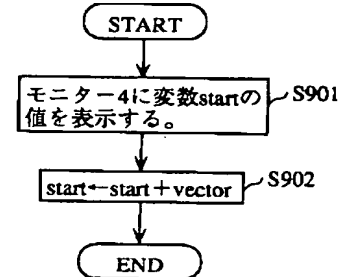 START
モニター4に変数startの
値を表示する。
S901
start←start＋vector
S902
END